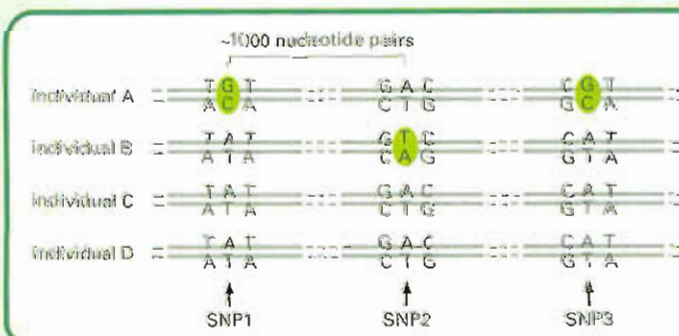 ~1000 nucleotide pairs
T G T G A C C G T
individual A
A C A C T G G C A
T A T G T C C A T
individual B
A T A C A G G T A
T A T G A C C A T
individual C
A T A C T G G T A
T A T G A C C A T
individual D
A T A C T G G T A
SNP1 SNP2 SNP3